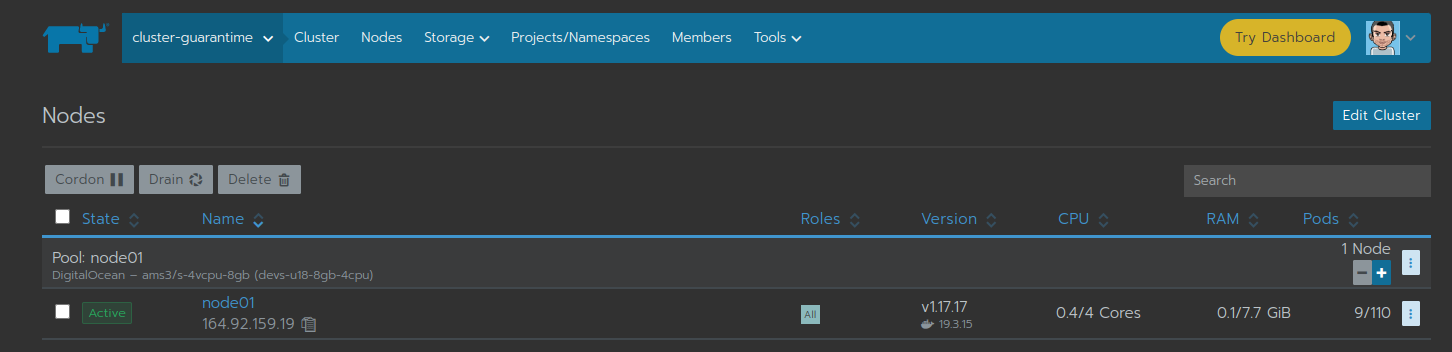 cluster-guarantime Cluster Nodes Storage Projects/Namespaces Members Tools Try Dashboard
Nodes Edit Cluster
Cordon Drain Delete Search
State Name Roles Version CPU RAM Pods
Pool: node01 1 Node
DigitalOcean – ams3/s-4vcpu-8gb (devs-u18-8gb-4cpu)
Active node01 All v1.17.17 0.4/4 Cores 0.1/7.7 GiB 9/110
164.92.159.19 19.3.15